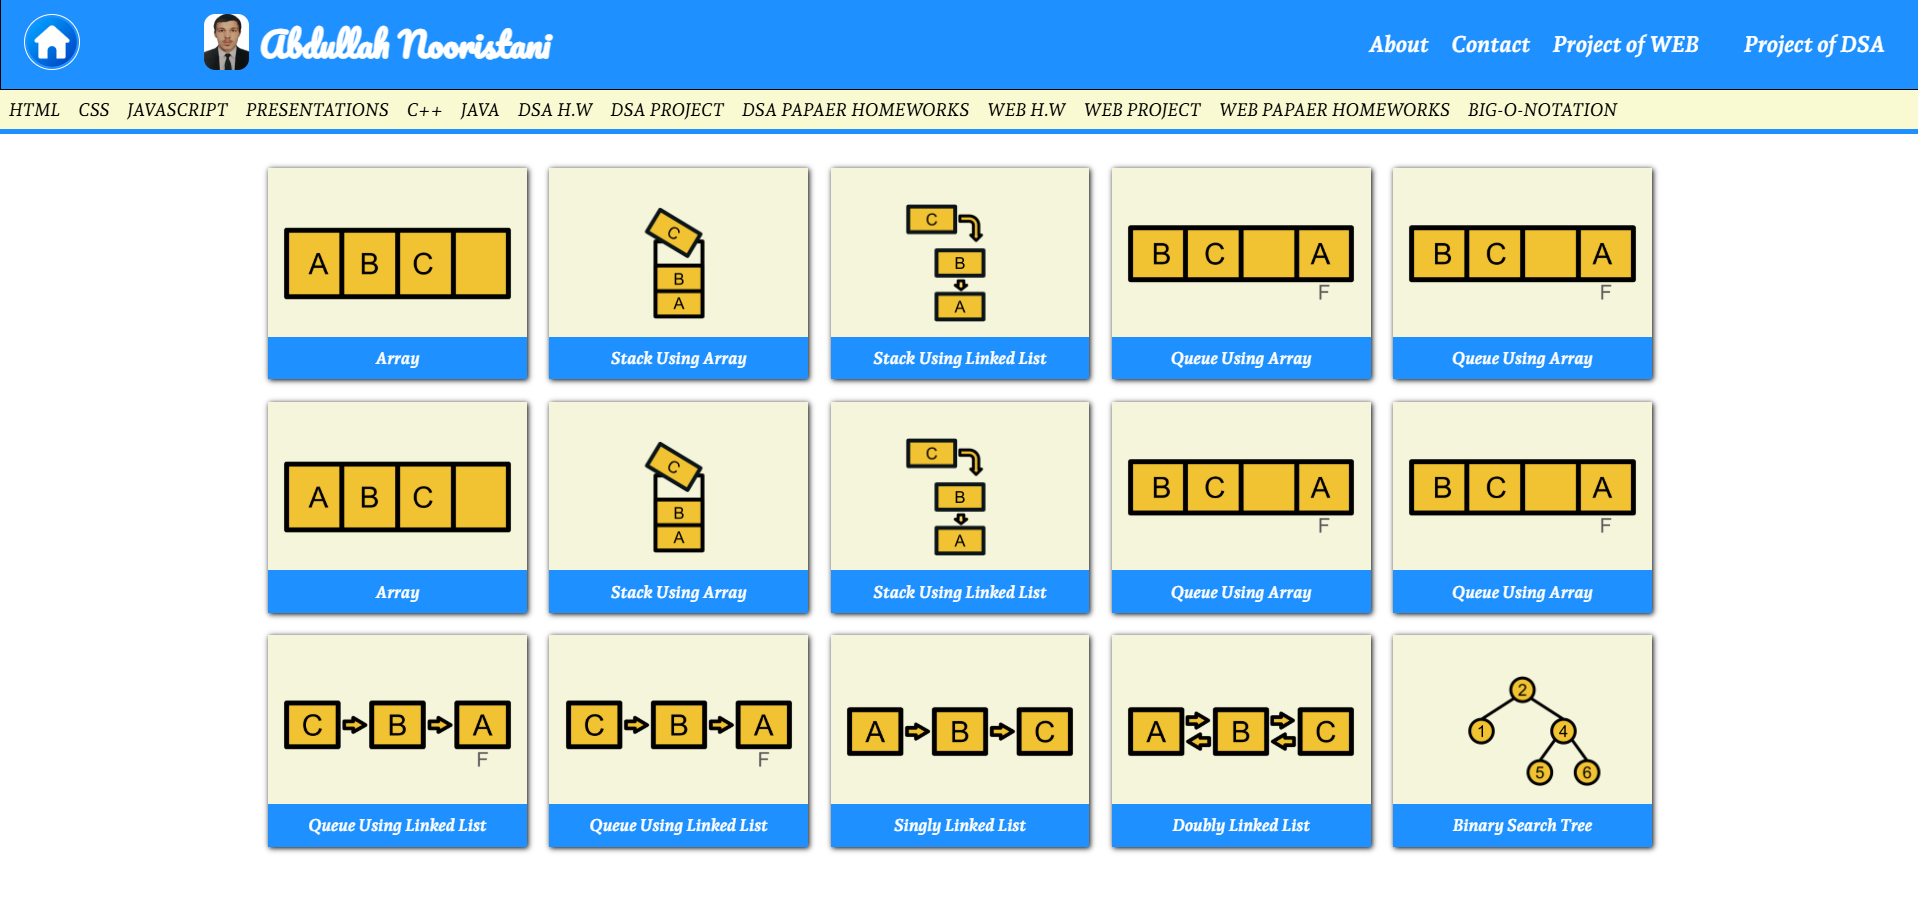 Abdullah Nooristani
About Contact Project of WEB Project of DSA
HTML CSS JAVASCRIPT PRESENTATIONS C++ JAVA DSA H.W DSA PROJECT DSA PAPAER HOMEWORKS WEB H.W WEB PROJECT WEB PAPAER HOMEWORKS BIG-O-NOTATION
A B C
Array
C
B
A
Stack Using Array
C
B
A
Stack Using Linked List
B C A
F
Queue Using Array
B C A
F
Queue Using Array
A B C
Array
C
B
A
Stack Using Array
C
B
A
Stack Using Linked List
B C A
F
Queue Using Array
B C A
F
Queue Using Array
C B A
F
Queue Using Linked List
C B A
F
Queue Using Linked List
A B C
Singly Linked List
A B C
Doubly Linked List
2
1 4
5 6
Binary Search Tree